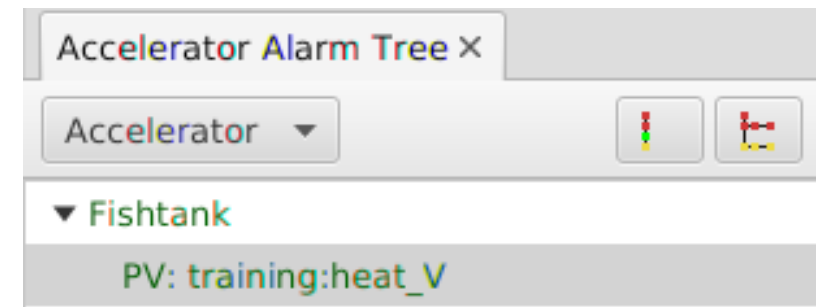 Accelerator Alarm Tree ×
Accelerator
Fishtank
PV: training:heat_V